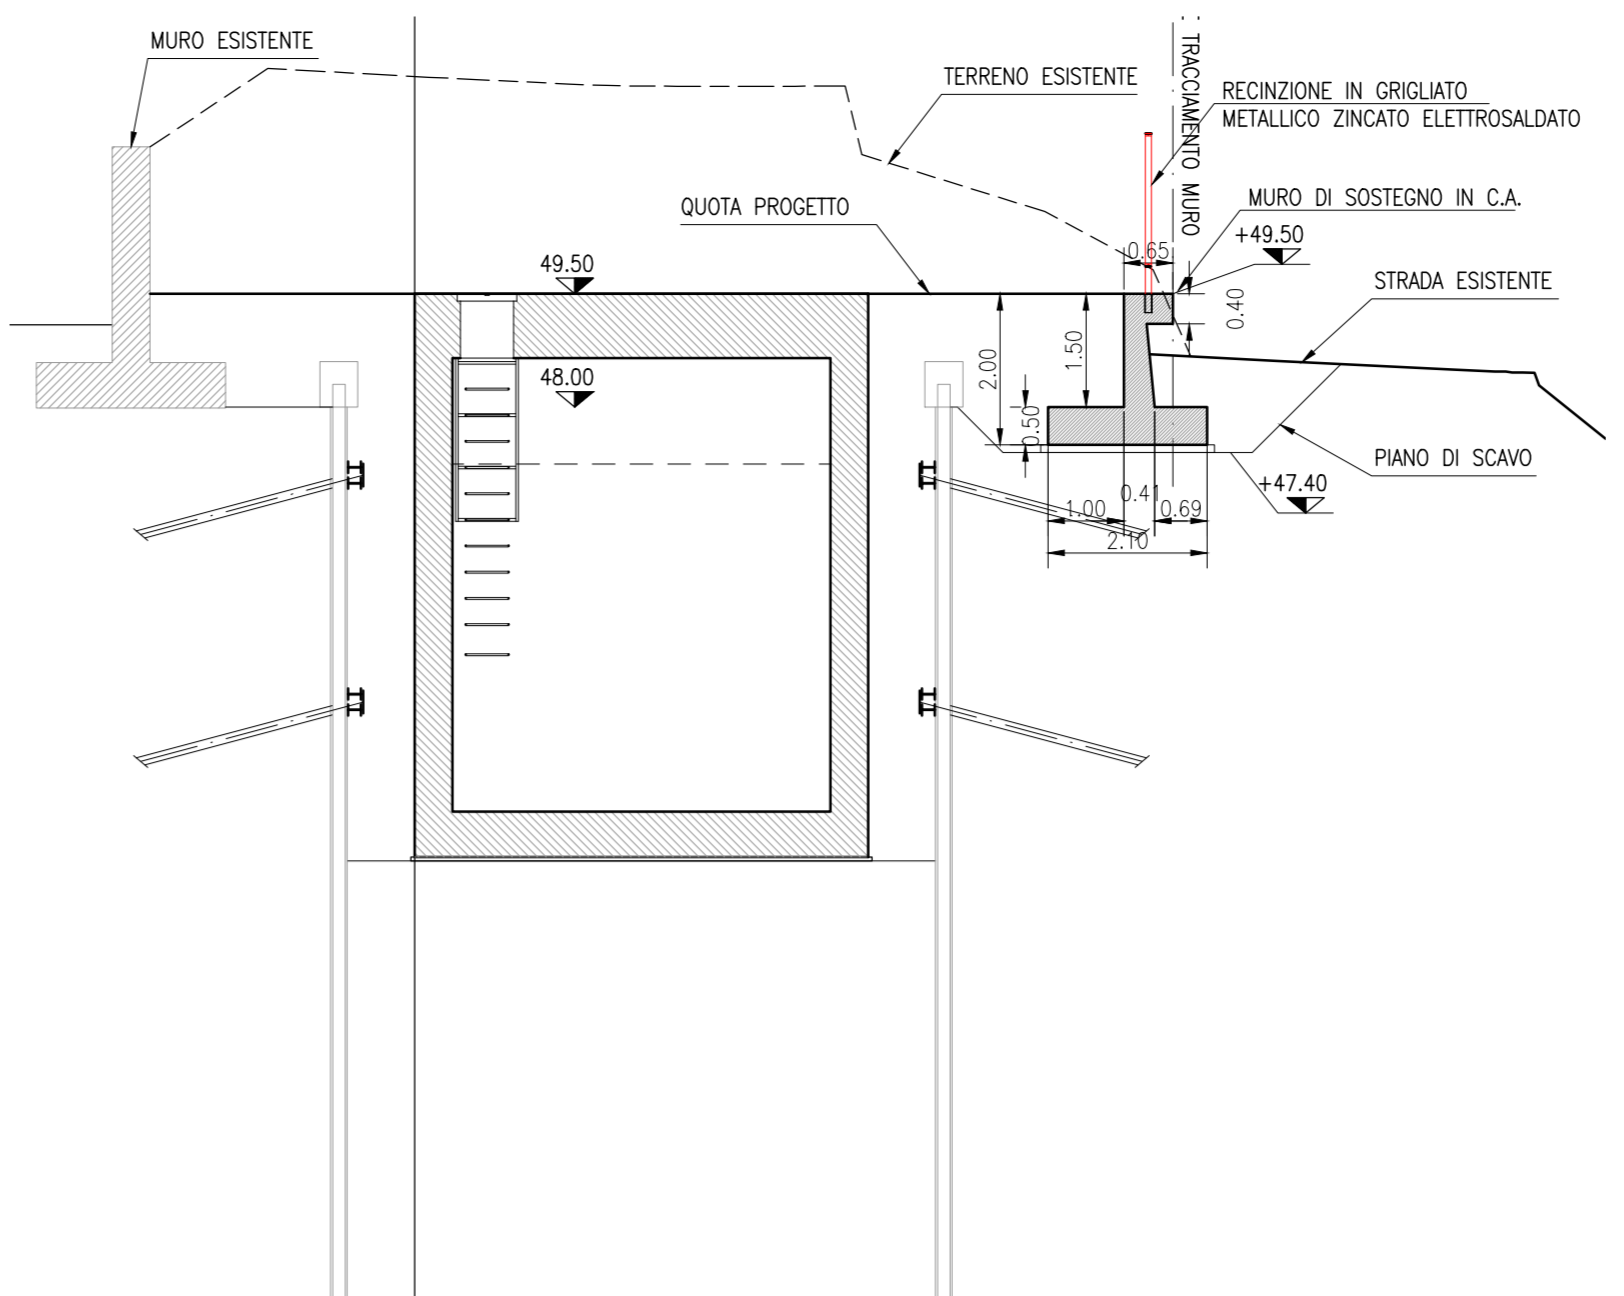 MURO ESISTENTE
TERRENO ESISTENTE
TRACCIAMENTO MURO
RECINZIONE IN GRIGLIATO
METALLICO ZINCATO ELETTROSALDATO
QUOTA PROGETTO
MURO DI SOSTEGNO IN C.A.
+49.50
0.65
49.50
STRADA ESISTENTE
0.40
2.00
1.50
48.00
0.50
PIANO DI SCAVO
+47.40
0.41
1.00
0.69
2.10